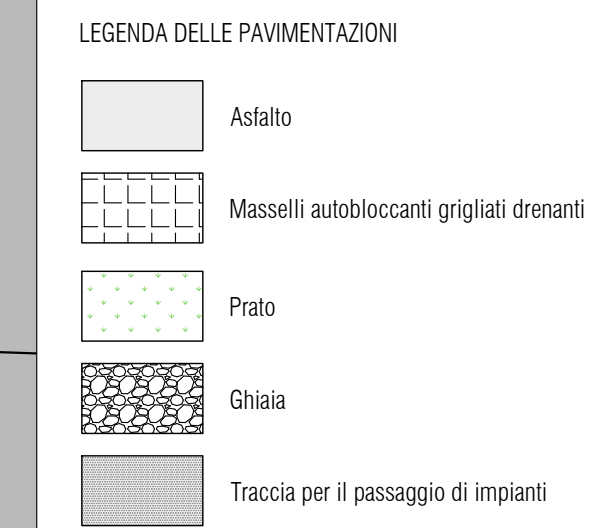 LEGENDA DELLE PAVIMENTAZIONI
Asfalto
Masselli autobloccanti grigliati drenanti
Prato
Ghiaia
Traccia per il passaggio di impianti